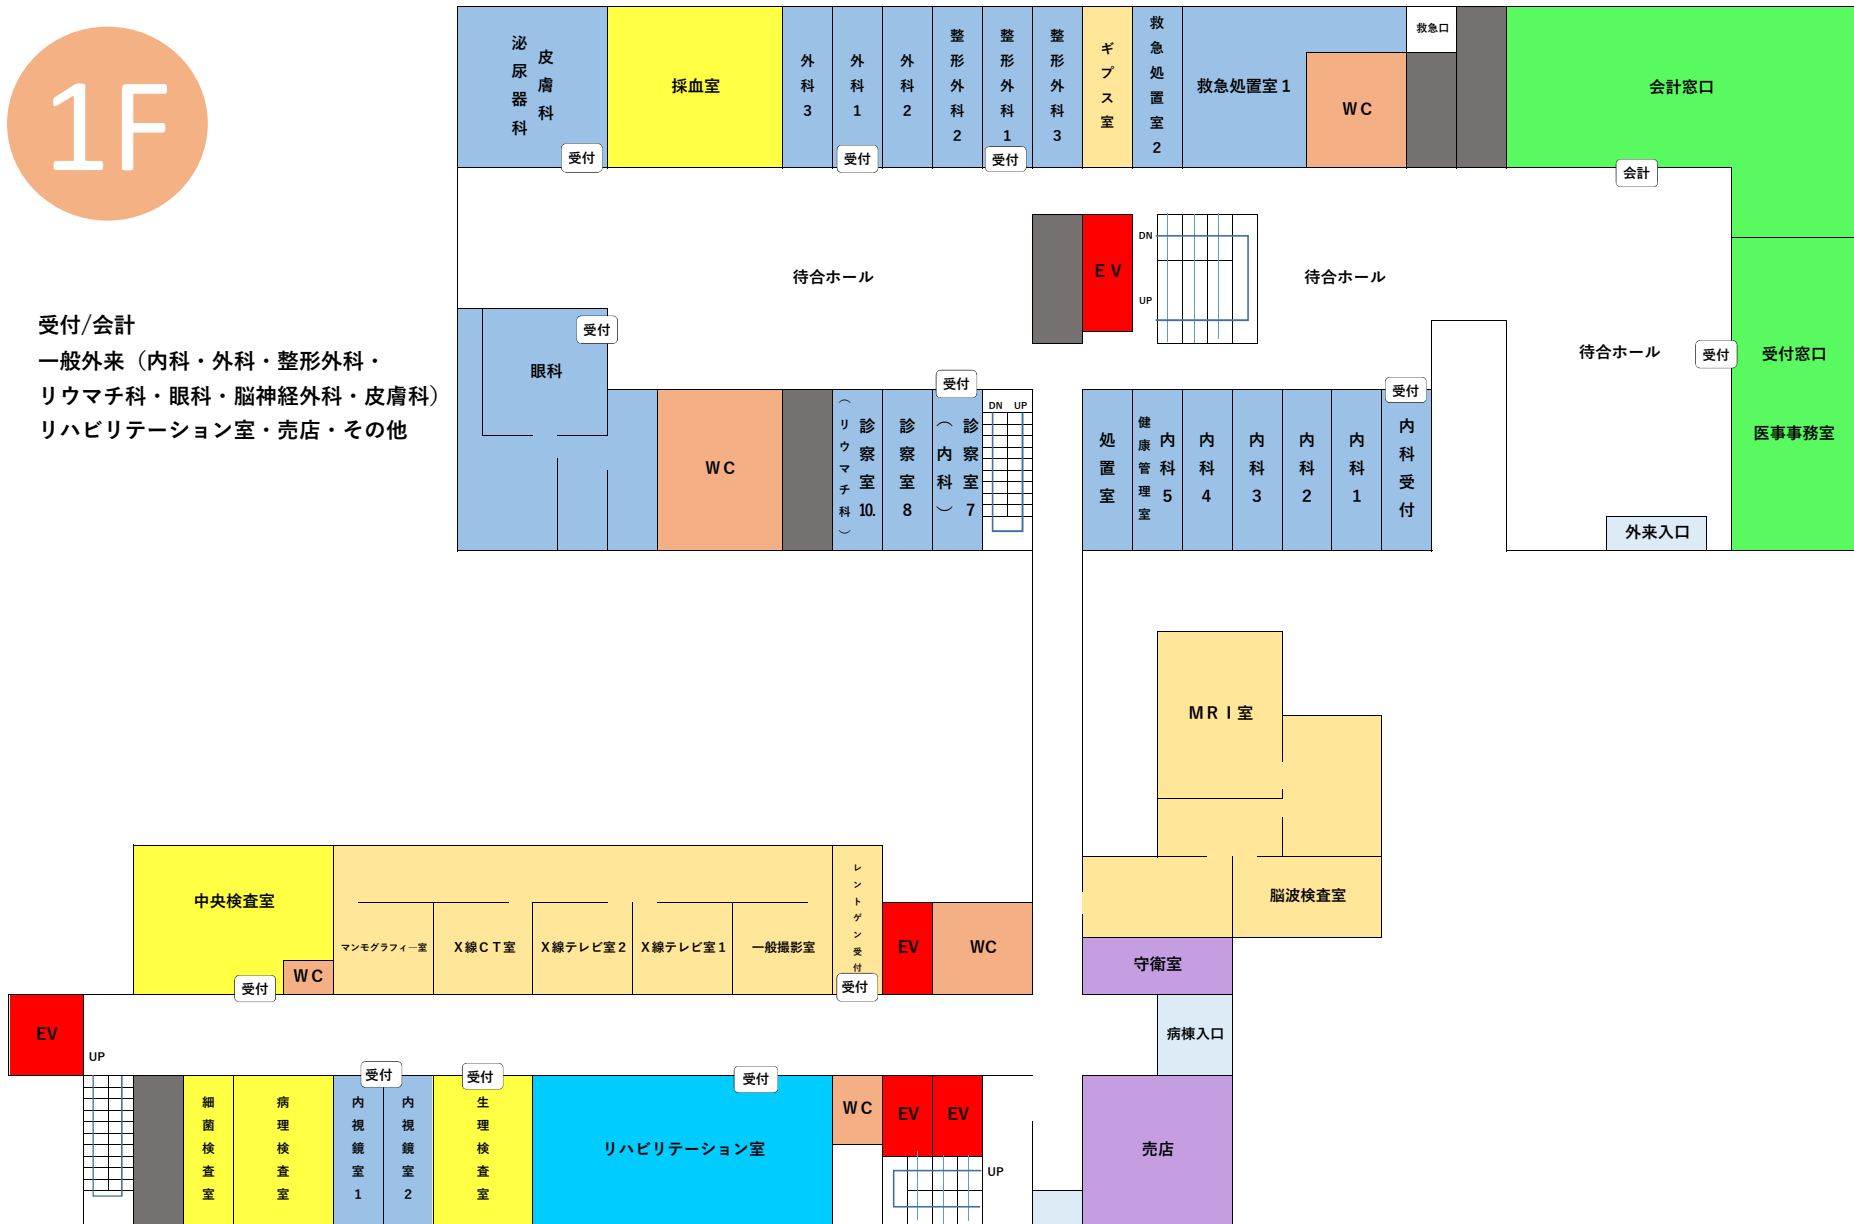 1F
受付/会計
一般外来（内科・外科・整形外科・
リウマチ科・眼科・脳神経外科・皮膚科）
リハビリテーション室・売店・その他
皮膚科
泌尿器科
受付
採血室
外科3
外科1
受付
外科2
整形外科2
整形外科1
受付
整形外科3
ギプス室
救急処置室2
救急処置室1
WC
救急口
会計窓口
会計
待合ホール
EV
DN
UP
待合ホール
待合ホール
受付
受付窓口
医事事務室
外来入口
受付
眼科
WC
診察室10.
（リウマチ科）
診察室8
受付
診察室7
（内科）
DN UP
処置室
内科5
健康管理室
内科4
内科3
内科2
内科1
受付
内科受付
MRI室
脳波検査室
守衛室
病棟入口
売店
中央検査室
WC
受付
マンモグラフィ―室
X線CT室
X線テレビ室2
X線テレビ室1
一般撮影室
レントゲン受付
受付
EV
WC
EV
UP
細菌検査室
病理検査室
受付
内視鏡室1
内視鏡室2
受付
生理検査室
受付
リハビリテーション室
WC
EV
EV
UP